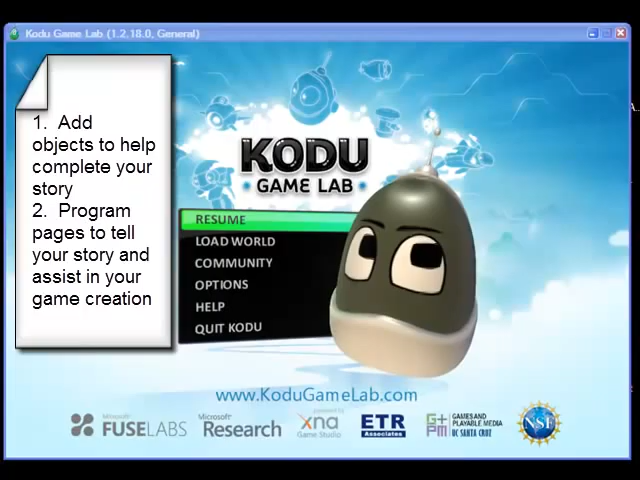 Kodu Game Lab (1.2.18.0, General)
1. Add
objects to help
complete your
story
2. Program
pages to tell
your story and
assist in your
game creation
KODU
GAME LAB
RESUME
LOAD WORLD
COMMUNITY
OPTIONS
HELP
QUIT KODU
www.KoduGameLab.com
Microsoft
FUSELABS
Microsoft
Research
powered by
xna
Game Studio
ETR
Associates
G+PM
GAMES AND
PLAYABLE MEDIA
UC SANTA CRUZ
NSF